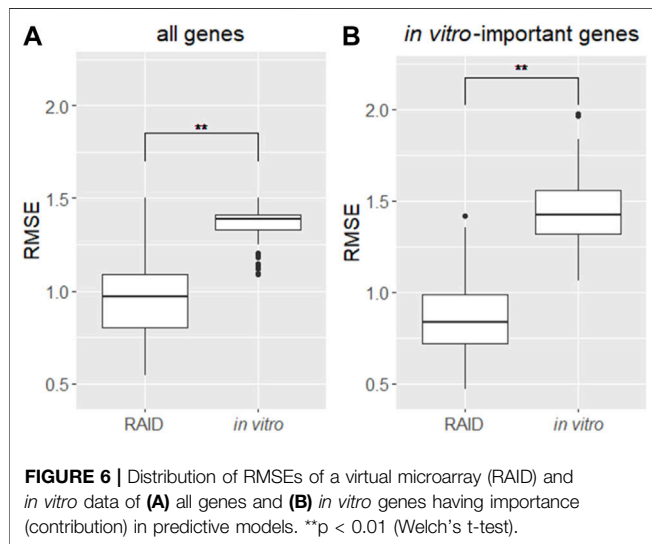 A
all genes
B
in vitro-important genes
**
**
2.0
1.5
1.0
0.5
RMSE
RAID
in vitro
2.0
1.5
1.0
0.5
RMSE
RAID
in vitro
FIGURE 6 | Distribution of RMSEs of a virtual microarray (RAID) and
in vitro data of (A) all genes and (B) in vitro genes having importance
(contribution) in predictive models. **p < 0.01 (Welch's t-test).